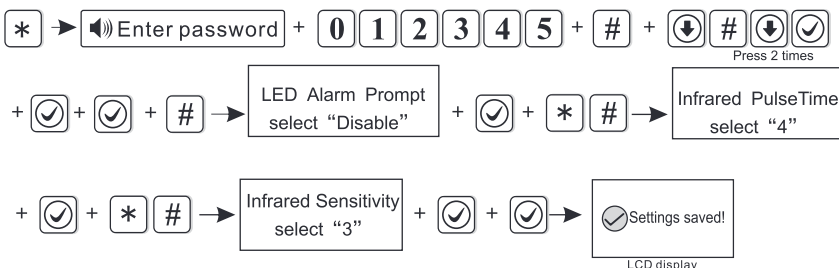 * Enter password + 0 1 2 3 4 5 + # + #
Press 2 times
+ + + # LED Alarm Prompt
select “Disable” + + * # Infrared PulseTime
select “4”
+ + * # Infrared Sensitivity
select “3” + + Settings saved!
LCD display